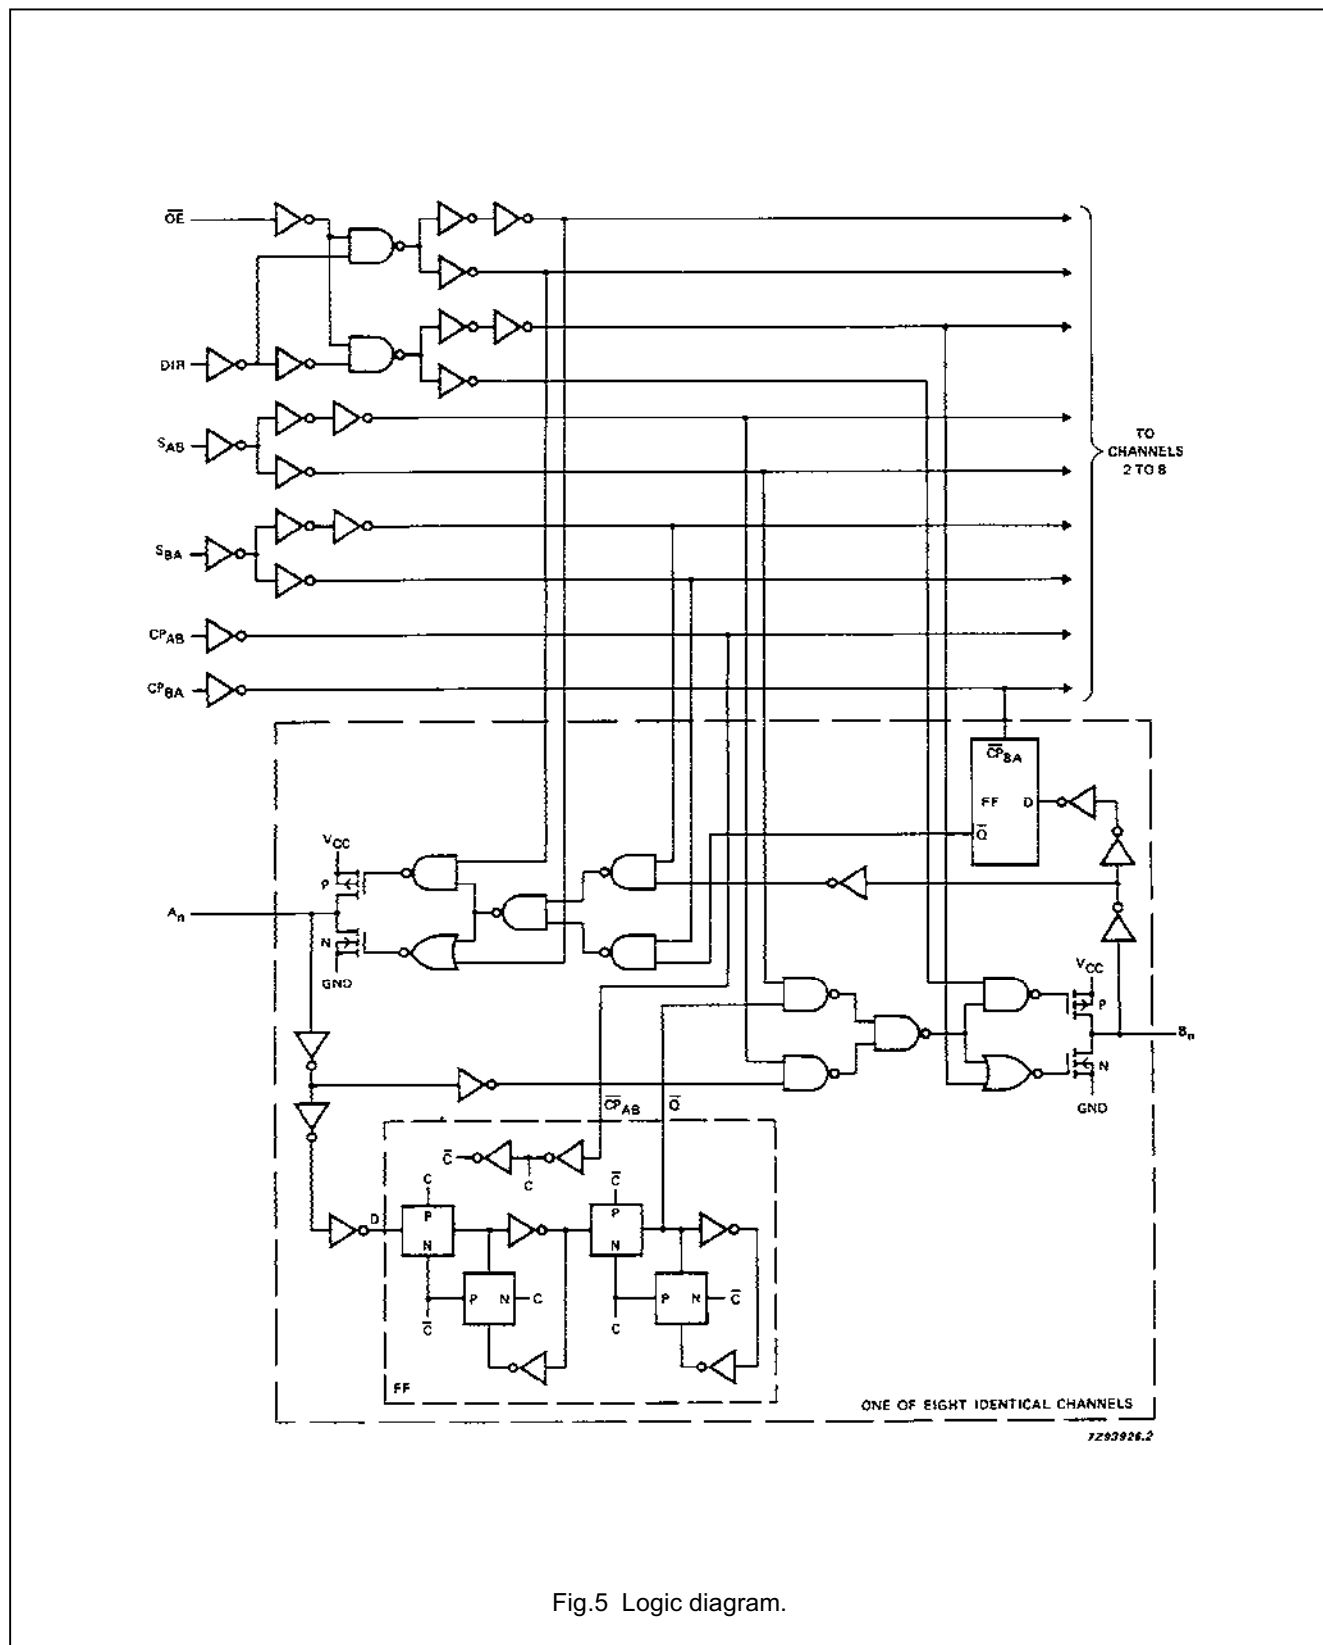 OE
DIR
SAB
SBA
CPAB
CPBA
TO
CHANNELS
2 TO 8
CPBA
FF D
Q
VCC
P
An
N
GND
VCC
P
Bn
N
GND
CPAB Q
C C C
C
D P N
P N C
C
P N
P N C
C
FF
ONE OF EIGHT IDENTICAL CHANNELS
7Z93926.2
Fig.5 Logic diagram.